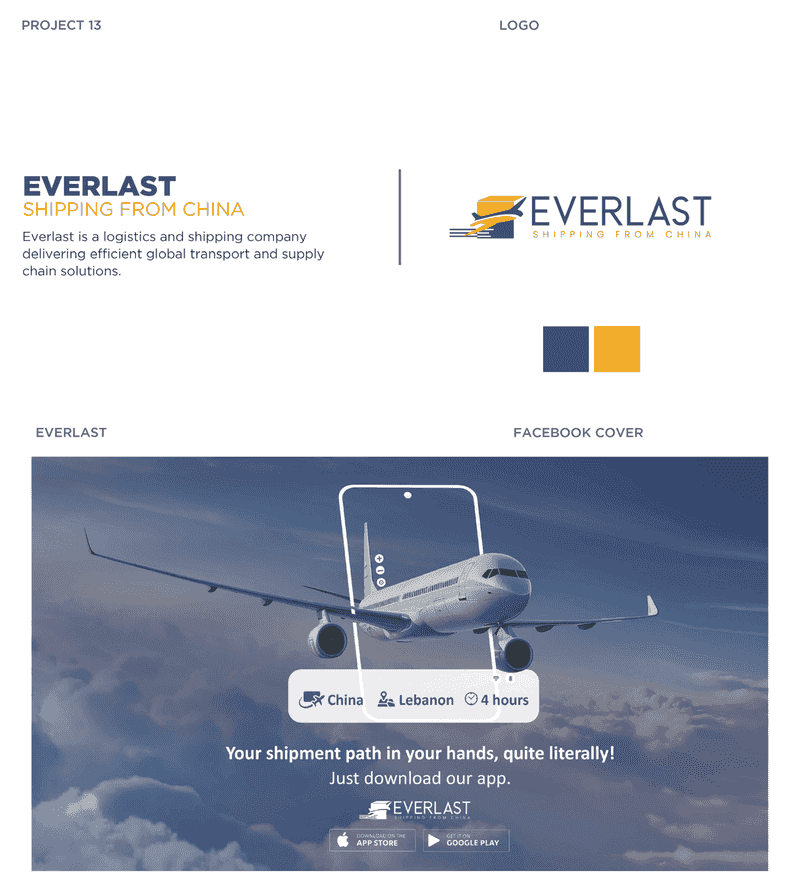 PROJECT 13
LOGO
EVERLAST
SHIPPING FROM CHINA
Everlast is a logistics and shipping company
delivering efficient global transport and supply
chain solutions.
EVERLAST
SHIPPING FROM CHINA
EVERLAST
FACEBOOK COVER
China Lebanon 4 hours
Your shipment path in your hands, quite literally!
Just download our app.
EVERLAST
SHIPPING FROM CHINA
DOWNLOAD ON THE
APP STORE
GET IT ON
GOOGLE PLAY